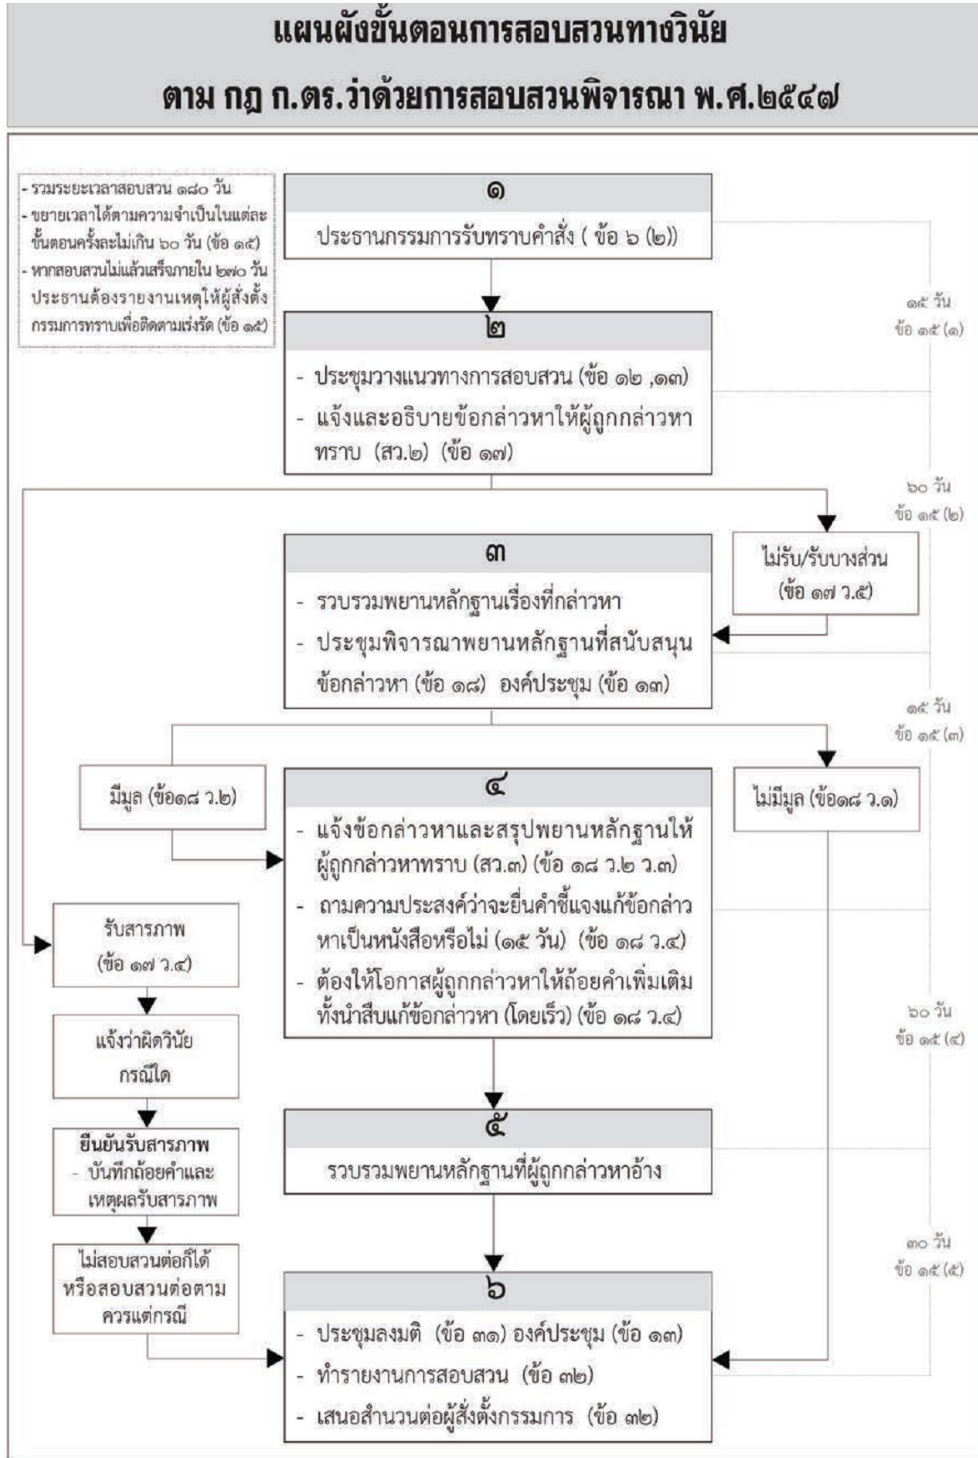 แผนผังขั้นตอนการสอบสวนทางวินัย
ตาม กฎ ก.ตร.ว่าด้วยการสอบสวนพิจารณา พ.ศ.๒๕๔๗
- รวมระยะเวลาสอบสวน ๑๘๐ วัน
- ขยายเวลาได้ตามความจำเป็นในแต่ละ
ขั้นตอนครั้งละไม่เกิน ๖๐ วัน (ข้อ ๑๕)
- หากสอบสวนไม่แล้วเสร็จภายใน ๒๗๐ วัน
ประธานต้องรายงานเหตุให้ผู้สั่งตั้ง
กรรมการทราบเพื่อติดตามเร่งรัด (ข้อ ๑๕)
๑
ประธานกรรมการรับทราบคำสั่ง ( ข้อ ๖ (๒))
๑๕ วัน
ข้อ ๑๕ (๑)
๒
- ประชุมวางแนวทางการสอบสวน (ข้อ ๑๒ ,๑๓)
- แจ้งและอธิบายข้อกล่าวหาให้ผู้ถูกกล่าวหา
ทราบ (สว.๒) (ข้อ ๑๗)
๖๐ วัน
ข้อ ๑๕ (๒)
ไม่รับ/รับบางส่วน
(ข้อ ๑๗ ว.๕)
๓
- รวบรวมพยานหลักฐานเรื่องที่กล่าวหา
- ประชุมพิจารณาพยานหลักฐานที่สนับสนุน
ข้อกล่าวหา (ข้อ ๑๘) องค์ประชุม (ข้อ ๑๓)
๑๕ วัน
ข้อ ๑๕ (๓)
มีมูล (ข้อ๑๘ ว.๒)
ไม่มีมูล (ข้อ๑๘ ว.๑)
๔
- แจ้งข้อกล่าวหาและสรุปพยานหลักฐานให้
ผู้ถูกกล่าวหาทราบ (สว.๓) (ข้อ ๑๘ ว.๒ ว.๓)
- ถามความประสงค์ว่าจะยื่นคำชี้แจงแก้ข้อกล่าว
หาเป็นหนังสือหรือไม่ (๑๕ วัน) (ข้อ ๑๘ ว.๔)
- ต้องให้โอกาสผู้ถูกกล่าวหาให้ถ้อยคำเพิ่มเติม
ทั้งนำสืบแก้ข้อกล่าวหา (โดยเร็ว) (ข้อ ๑๘ ว.๔)
๖๐ วัน
ข้อ ๑๕ (๔)
รับสารภาพ
(ข้อ ๑๗ ว.๔)
แจ้งว่าผิดวินัย
กรณีใด
ยืนยันรับสารภาพ
- บันทึกถ้อยคำและ
เหตุผลรับสารภาพ
ไม่สอบสวนต่อก็ได้
หรือสอบสวนต่อตาม
ควรแต่กรณี
๕
รวบรวมพยานหลักฐานที่ผู้ถูกกล่าวหาอ้าง
๓๐ วัน
ข้อ ๑๕ (๕)
๖
- ประชุมลงมติ (ข้อ ๓๑) องค์ประชุม (ข้อ ๑๓)
- ทำรายงานการสอบสวน (ข้อ ๓๒)
- เสนอสำนวนต่อผู้สั่งตั้งกรรมการ (ข้อ ๓๒)